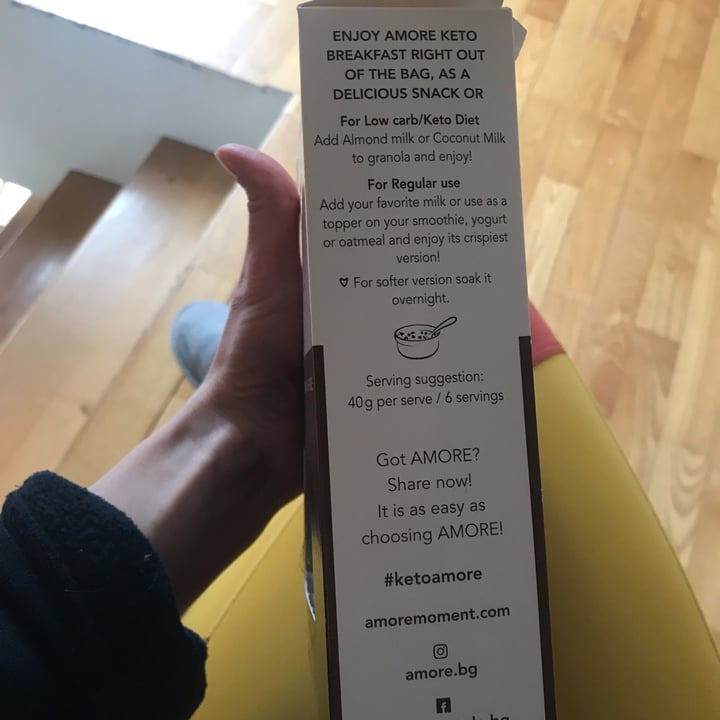 ENJOY AMORE KETO
BREAKFAST RIGHT OUT
OF THE BAG, AS A
DELICIOUS SNACK OR
For Low carb/Keto Diet
Add Almond milk or Coconut Milk
to granola and enjoy!
For Regular use
Add your favorite milk or use as a
topper on your smoothie, yogurt
or oatmeal and enjoy its crispiest
version!
For softer version soak it
overnight.
Serving suggestion:
40g per serve / 6 servings
Got AMORE?
Share now!
It is as easy as
choosing AMORE!
#ketoamore
amoremoment.com
amore.bg